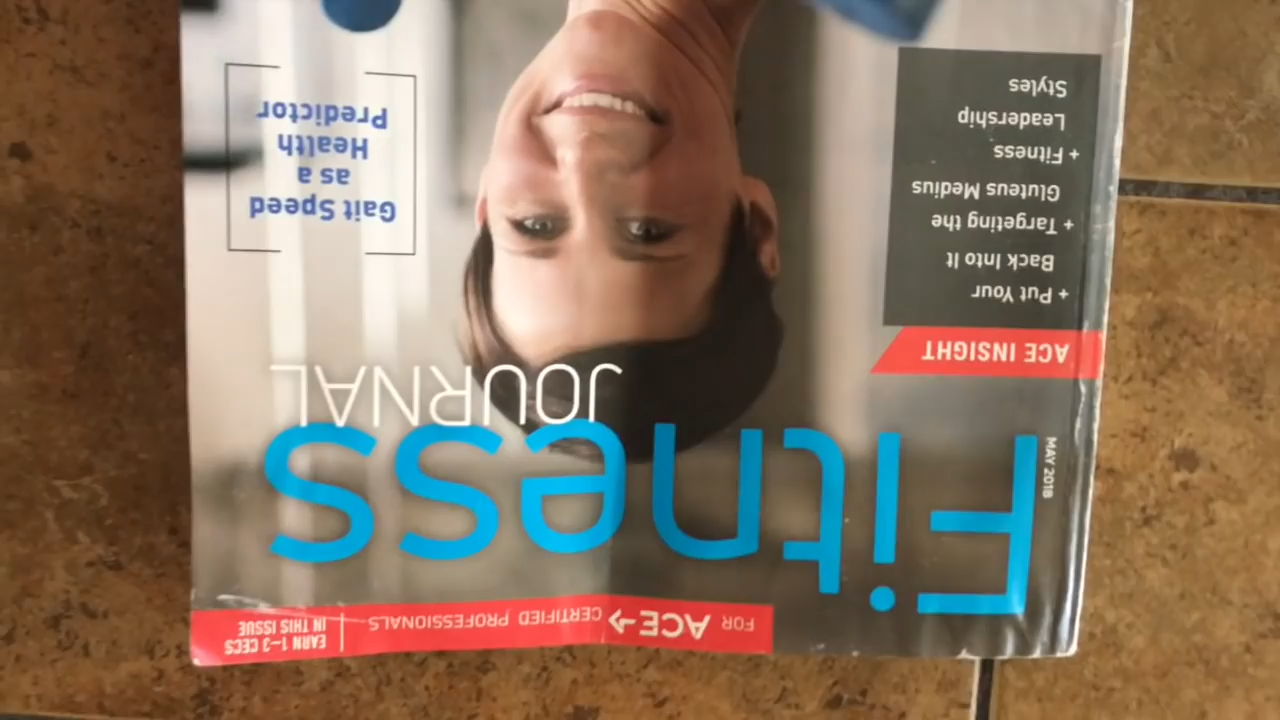 FOR ACE→ CERTIFIED PROFESSIONALS
EARN 1–3 CECS
IN THIS ISSUE
Fitness
JOURNAL
MAY 2018
ACE INSIGHT
+ Put Your
Back Into It
+ Targeting the
Gluteus Medius
+ Fitness
Leadership
Styles
Gait Speed
as a
Health
Predictor